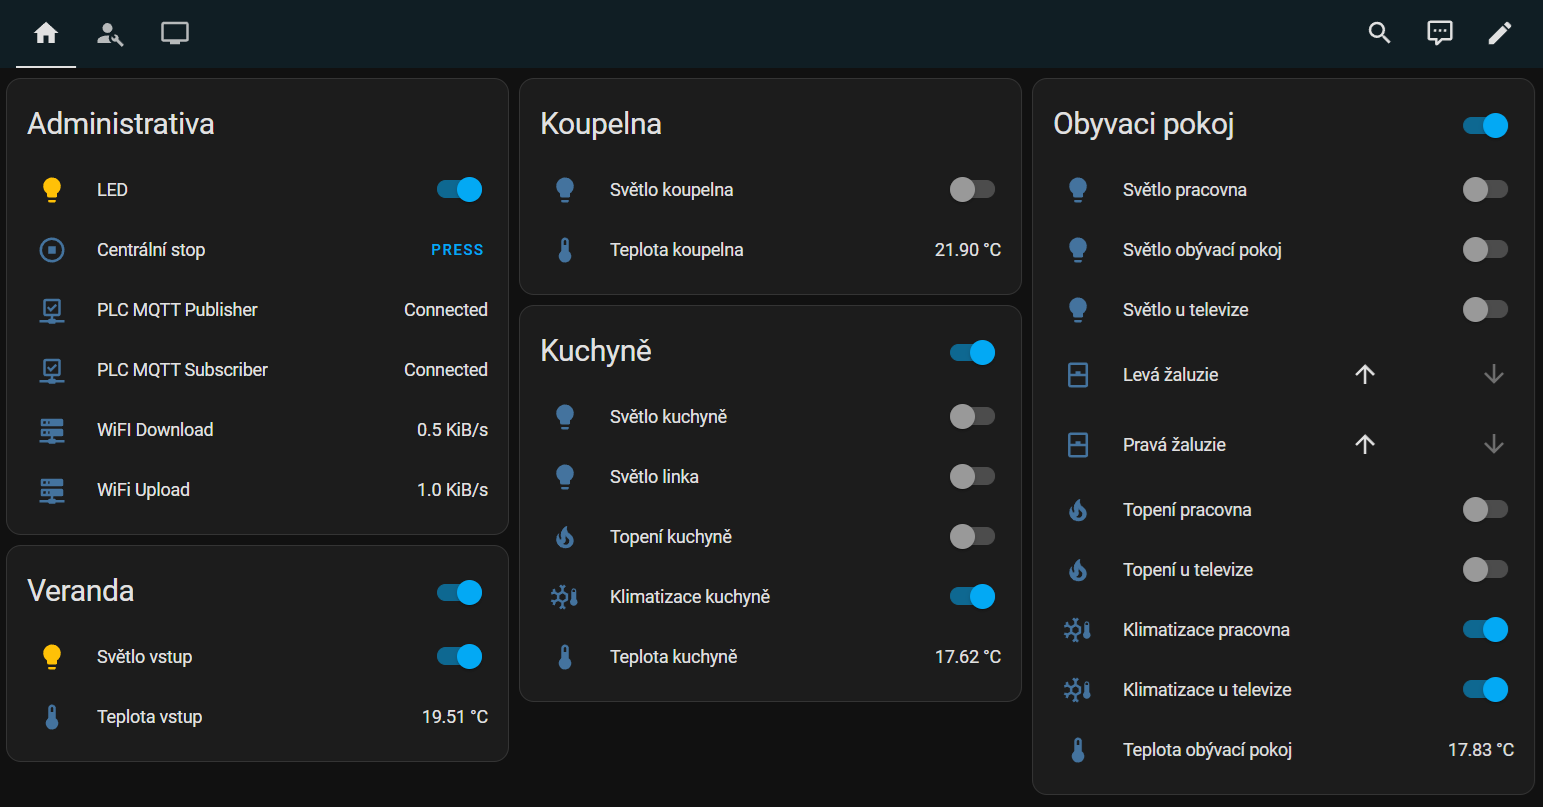 Administrativa
LED
Centrální stop PRESS
PLC MQTT Publisher Connected
PLC MQTT Subscriber Connected
WiFI Download 0.5 KiB/s
WiFi Upload 1.0 KiB/s
Veranda
Světlo vstup
Teplota vstup 19.51 °C
Koupelna
Světlo koupelna
Teplota koupelna 21.90 °C
Kuchyně
Světlo kuchyně
Světlo linka
Topení kuchyně
Klimatizace kuchyně
Teplota kuchyně 17.62 °C
Obyvaci pokoj
Světlo pracovna
Světlo obývací pokoj
Světlo u televize
Levá žaluzie
Pravá žaluzie
Topení pracovna
Topení u televize
Klimatizace pracovna
Klimatizace u televize
Teplota obývací pokoj 17.83 °C